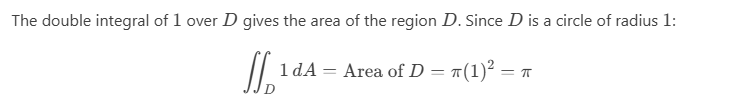 The double integral of 1 over D gives the area of the region D. Since D is a circle of radius 1:
∬_D 1 dA = Area of D = π(1)² = π